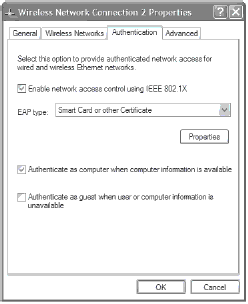 Wireless Network Connection 2 Properties
General Wireless Networks Authentication Advanced
Select this option to provide authenticated network access for
wired and wireless Ethernet networks.
Enable network access control using IEEE 802.1X
EAP type: Smart Card or other Certificate
Properties
Authenticate as computer when computer information is available
Authenticate as guest when user or computer information is
unavailable
OK Cancel